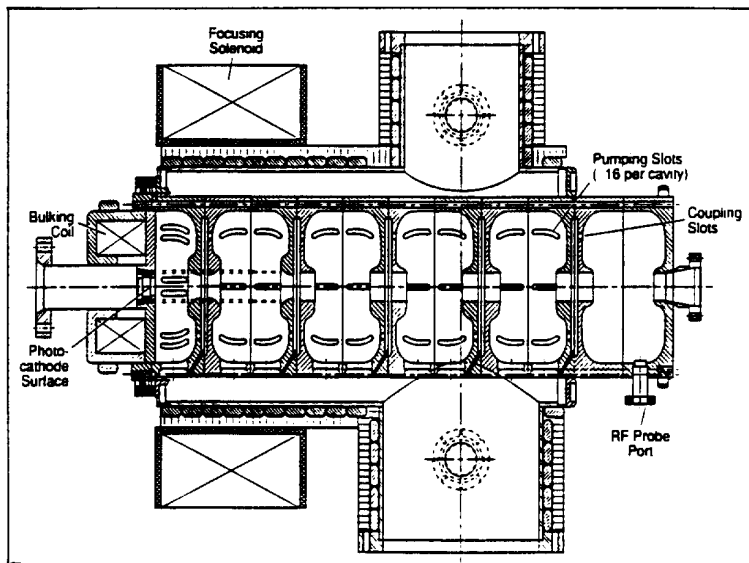 Focusing
Solenoid
Pumping Slots
( 16 per cavity)
Coupling
Slots
Bulking
Coil
Photo-
cathode
Surface
RF Probe
Port